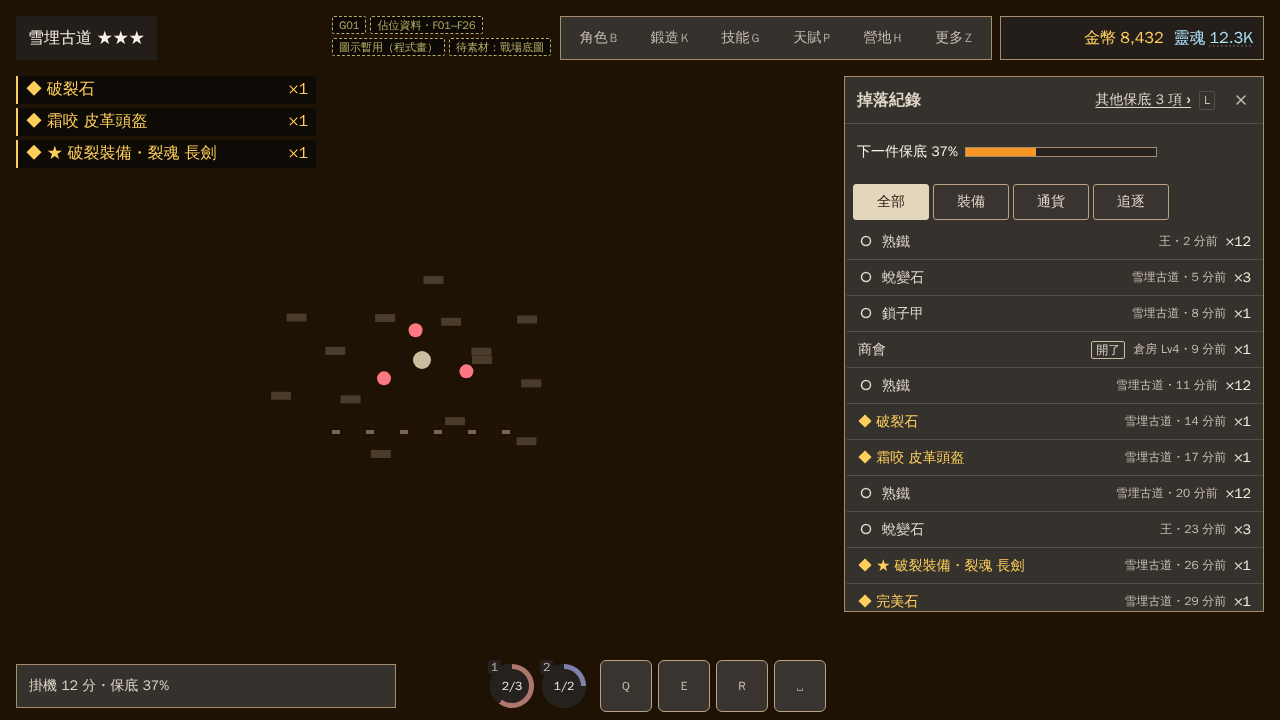 雪埋古道 ★★★
G01 佔位資料・F01—F26
圖示暫用（程式畫） 待素材：戰場底圖
角色B 鍛造K 技能G 天賦P 營地H 更多Z
金幣 8,432 靈魂 12.3K
◆ 破裂石 ×1
◆ 霜咬 皮革頭盔 ×1
◆ ★ 破裂裝備・裂魂 長劍 ×1
掉落紀錄 其他保底 3 項 › L ×
下一件保底 37%
全部 裝備 通貨 追逐
熟鐵 王・2 分前 ×12
蛻變石 雪埋古道・5 分前 ×3
鎖子甲 雪埋古道・8 分前 ×1
商會 開了 倉房 Lv4・9 分前 ×1
熟鐵 雪埋古道・11 分前 ×12
◆ 破裂石 雪埋古道・14 分前 ×1
◆ 霜咬 皮革頭盔 雪埋古道・17 分前 ×1
熟鐵 雪埋古道・20 分前 ×12
蛻變石 王・23 分前 ×3
◆ ★ 破裂裝備・裂魂 長劍 雪埋古道・26 分前 ×1
◆ 完美石 雪埋古道・29 分前 ×1
掛機 12 分・保底 37%
1 2/3 2 1/2 Q E R ⎵